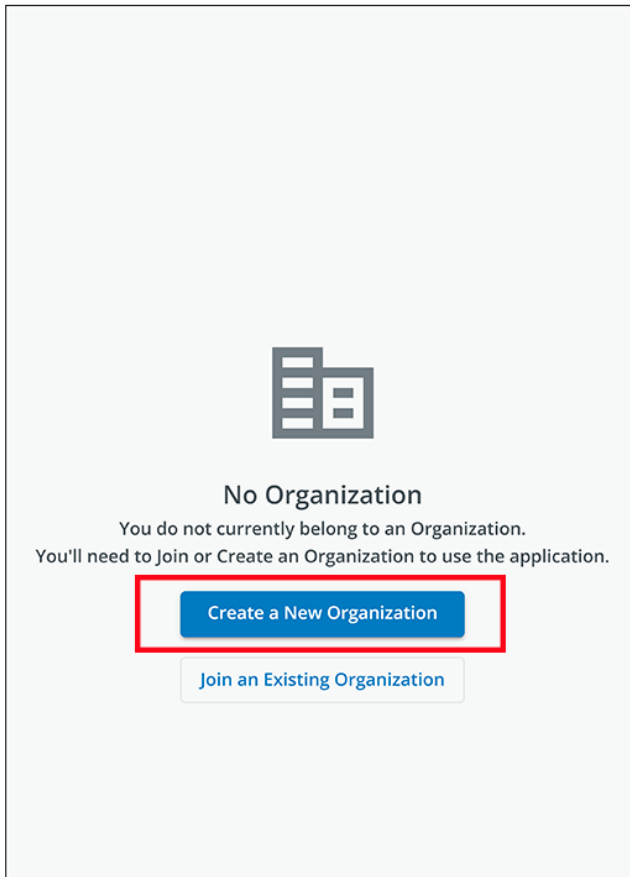 No Organization
You do not currently belong to an Organization.
You'll need to Join or Create an Organization to use the application.
Create a New Organization
Join an Existing Organization